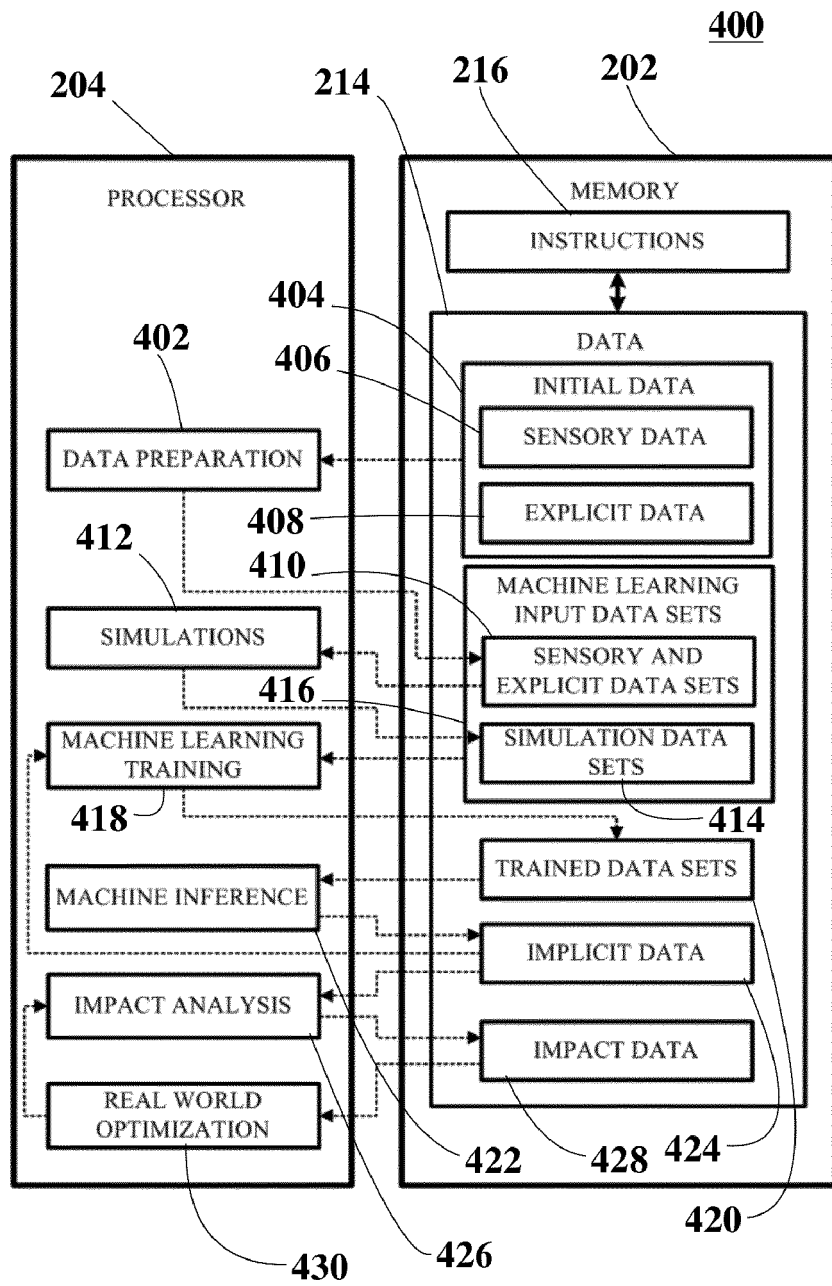 400
204
214
216
202
PROCESSOR
MEMORY
INSTRUCTIONS
404
DATA
402
406
INITIAL DATA
SENSORY DATA
DATA PREPARATION
408
EXPLICIT DATA
412
410
MACHINE LEARNING
INPUT DATA SETS
SIMULATIONS
SENSORY AND
EXPLICIT DATA SETS
416
MACHINE LEARNING
TRAINING
SIMULATION DATA
SETS
418
414
TRAINED DATA SETS
MACHINE INFERENCE
IMPLICIT DATA
IMPACT ANALYSIS
IMPACT DATA
REAL WORLD
OPTIMIZATION
422
428
424
420
426
430